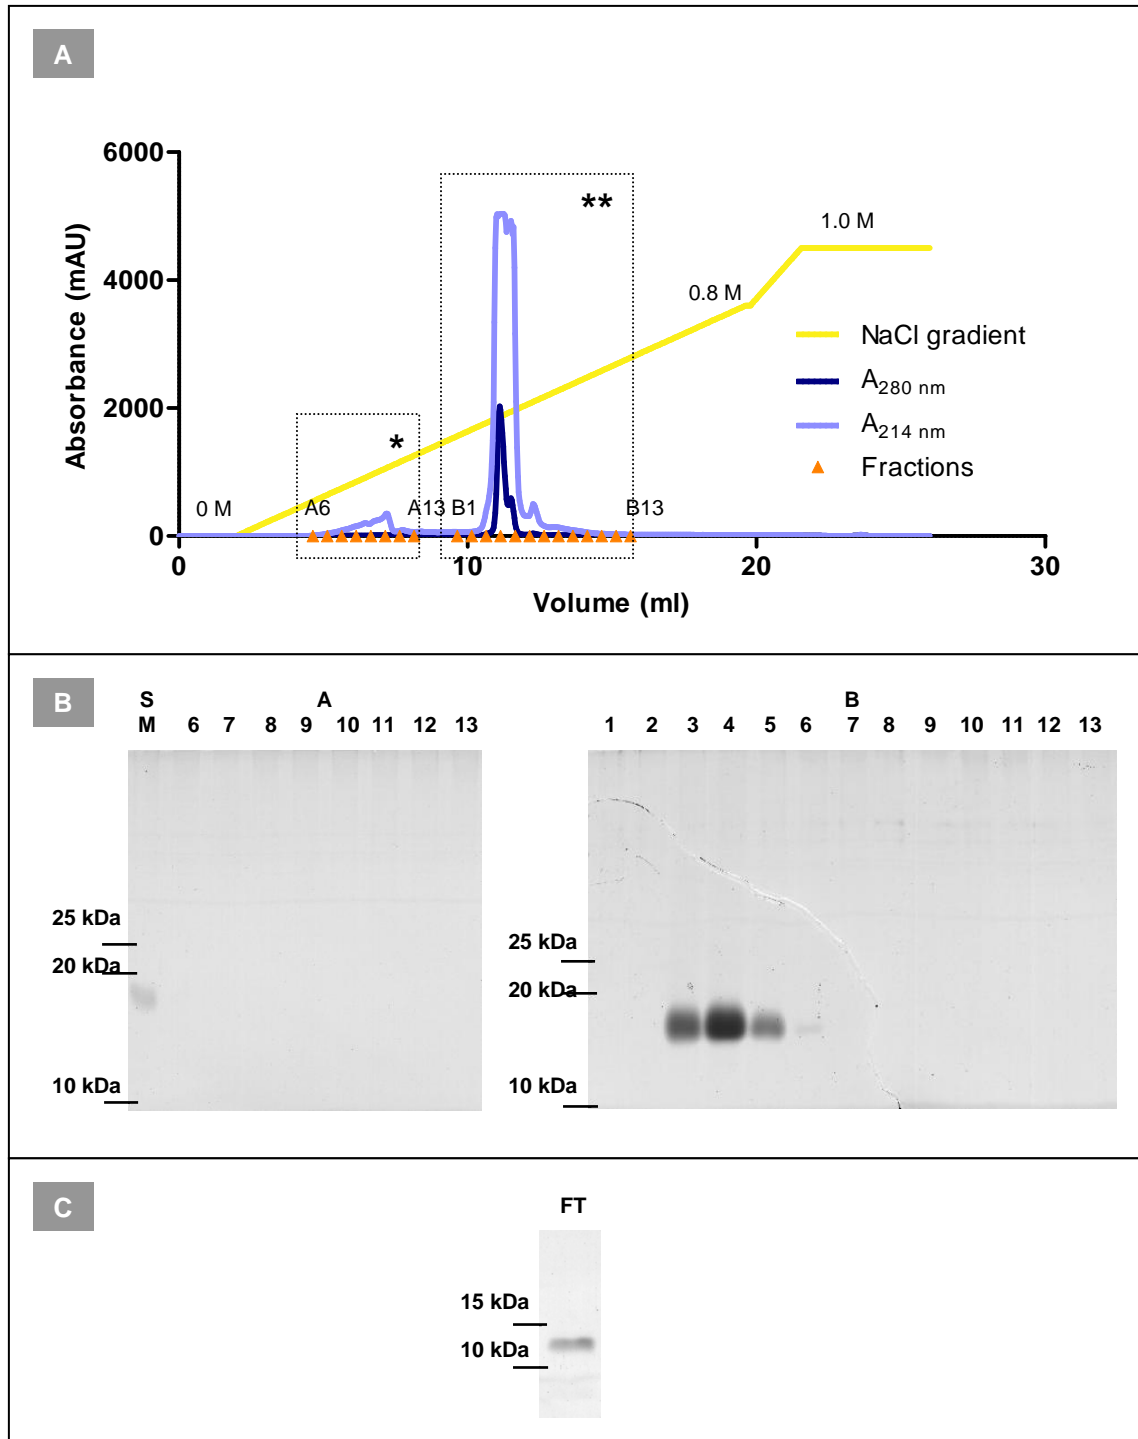 A
6000
4000
2000
0
Absorbance (mAU)
**
*
1.0 M
0.8 M
0 M
A6
A13
B1
B13
NaCl gradient
A280 nm
A214 nm
Fractions
0
10
20
30
Volume (ml)
B
S
M
A
6 7 8 9 10 11 12 13
B
1 2 3 4 5 6 7 8 9 10 11 12 13
25 kDa
20 kDa
10 kDa
25 kDa
20 kDa
10 kDa
C
FT
15 kDa
10 kDa